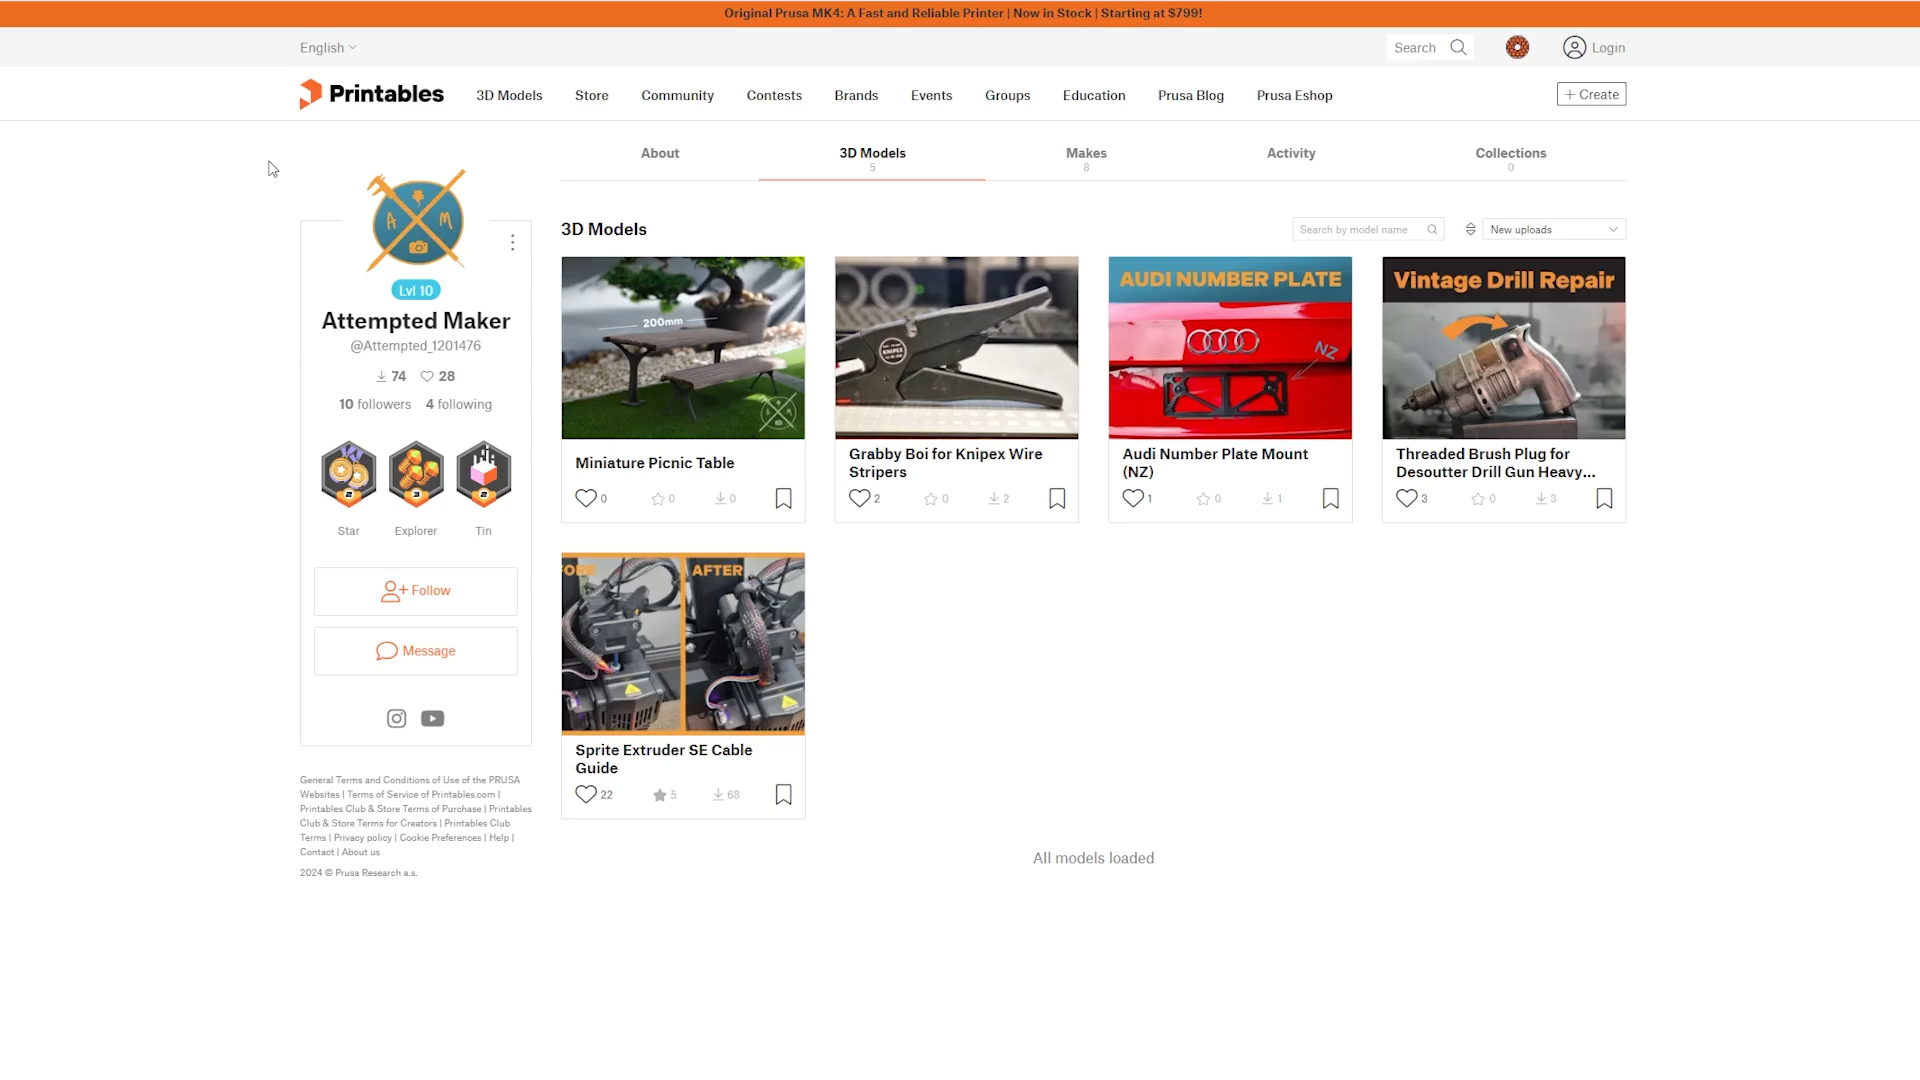 Original Prusa MK4: A Fast and Reliable Printer | Now in Stock | Starting at $799!
English
Search
Login
Printables
3D Models
Store
Community
Contests
Brands
Events
Groups
Education
Prusa Blog
Prusa Eshop
+ Create
About
3D Models
5
Makes
8
Activity
Collections
0
A M
Lvl 10
Attempted Maker
@Attempted_1201476
74 28
10 followers 4 following
2 3 2
Star Explorer Tin
Follow
Message
General Terms and Conditions of Use of the PRUSA
Websites | Terms of Service of Printables.com |
Printables Club & Store Terms of Purchase | Printables
Club & Store Terms for Creators | Printables Club
Terms | Privacy policy | Cookie Preferences | Help |
Contact | About us
2024 © Prusa Research a.s.
3D Models
Search by model name
New uploads
200mm
Miniature Picnic Table
0 0 0
KNIPEX
Grabby Boi for Knipex Wire
Stripers
2 0 2
AUDI NUMBER PLATE
NZ
Audi Number Plate Mount
(NZ)
1 0 1
Vintage Drill Repair
Threaded Brush Plug for
Desoutter Drill Gun Heavy...
3 0 3
FORE AFTER
Sprite Extruder SE Cable
Guide
22 5 68
All models loaded